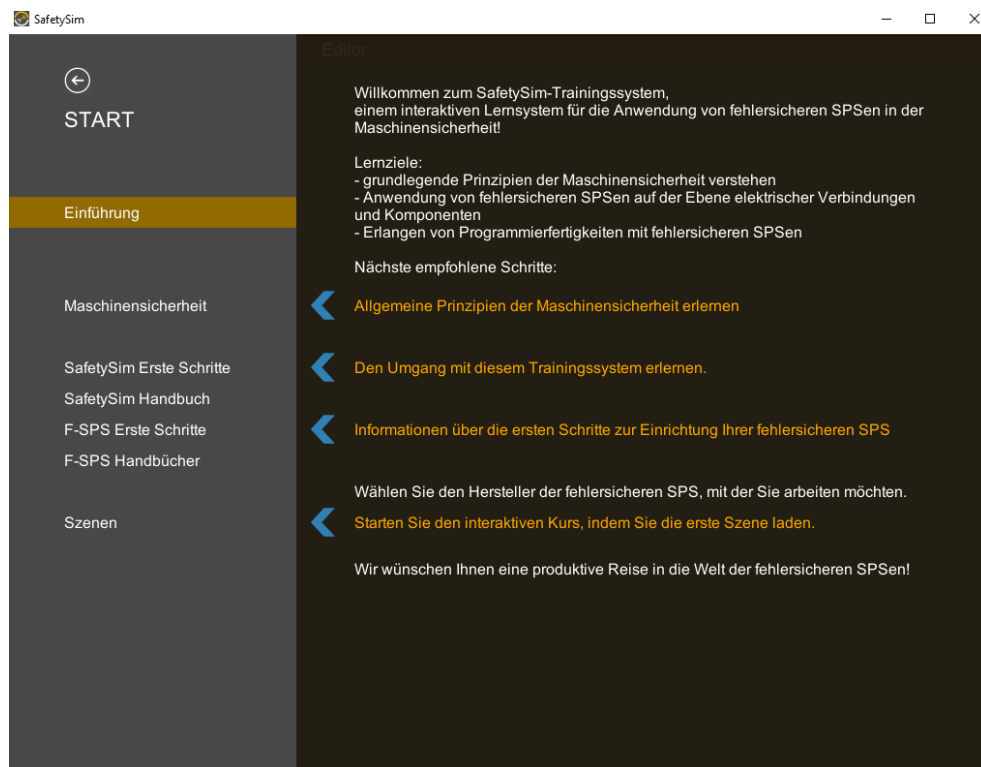 SafetySim
Editor
START
Einführung
Maschinensicherheit
SafetySim Erste Schritte
SafetySim Handbuch
F-SPS Erste Schritte
F-SPS Handbücher
Szenen
Willkommen zum SafetySim-Trainingssystem,
einem interaktiven Lernsystem für die Anwendung von fehlersicheren SPSen in der
Maschinensicherheit!
Lernziele:
- grundlegende Prinzipien der Maschinensicherheit verstehen
- Anwendung von fehlersicheren SPSen auf der Ebene elektrischer Verbindungen
und Komponenten
- Erlangen von Programmierfertigkeiten mit fehlersicheren SPSen
Nächste empfohlene Schritte:
Allgemeine Prinzipien der Maschinensicherheit erlernen
Den Umgang mit diesem Trainingssystem erlernen.
Informationen über die ersten Schritte zur Einrichtung Ihrer fehlersicheren SPS
Wählen Sie den Hersteller der fehlersicheren SPS, mit der Sie arbeiten möchten.
Starten Sie den interaktiven Kurs, indem Sie die erste Szene laden.
Wir wünschen Ihnen eine produktive Reise in die Welt der fehlersicheren SPSen!